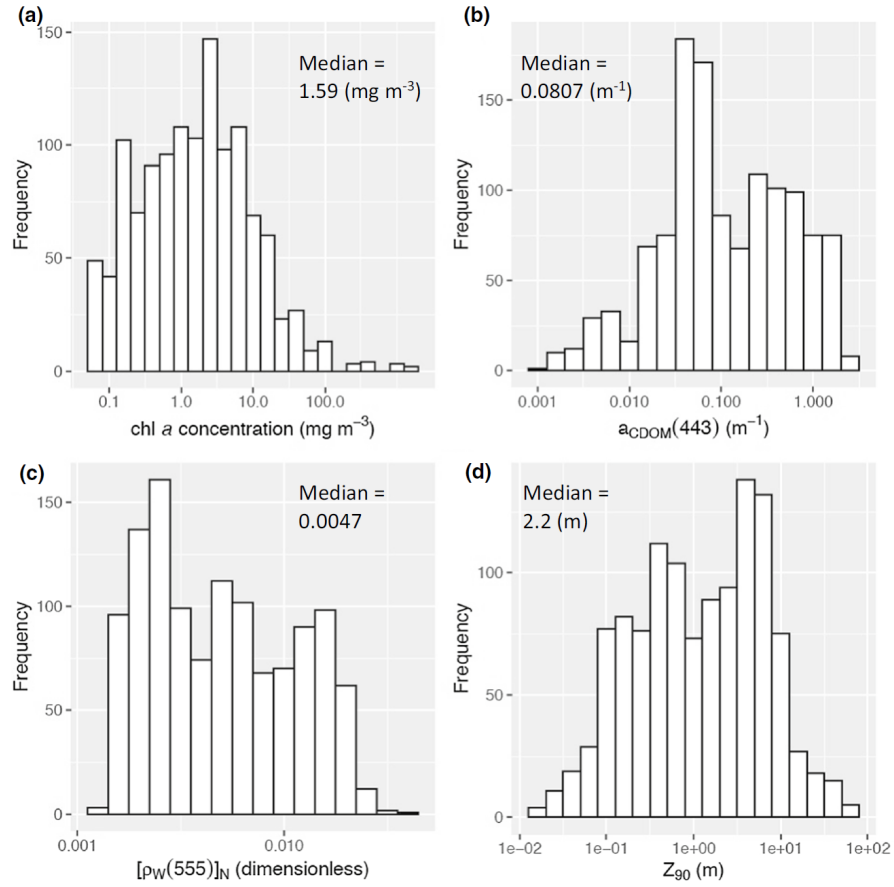 (a)
150
100
50
0
Frequency
Median =
1.59 (mg m-3)
0.1
1.0
10.0
100.0
chl a concentration (mg m−3)
(b)
150
100
50
0
Frequency
Median =
0.0807 (m-1)
0.001
0.010
0.100
1.000
aCDOM(443) (m−1)
(c)
150
100
50
0
Frequency
Median =
0.0047
0.001
0.010
[ρW(555)]N (dimensionless)
(d)
100
50
0
Frequency
Median =
2.2 (m)
1e−02
1e−01
1e+00
1e+01
1e+02
Z90 (m)